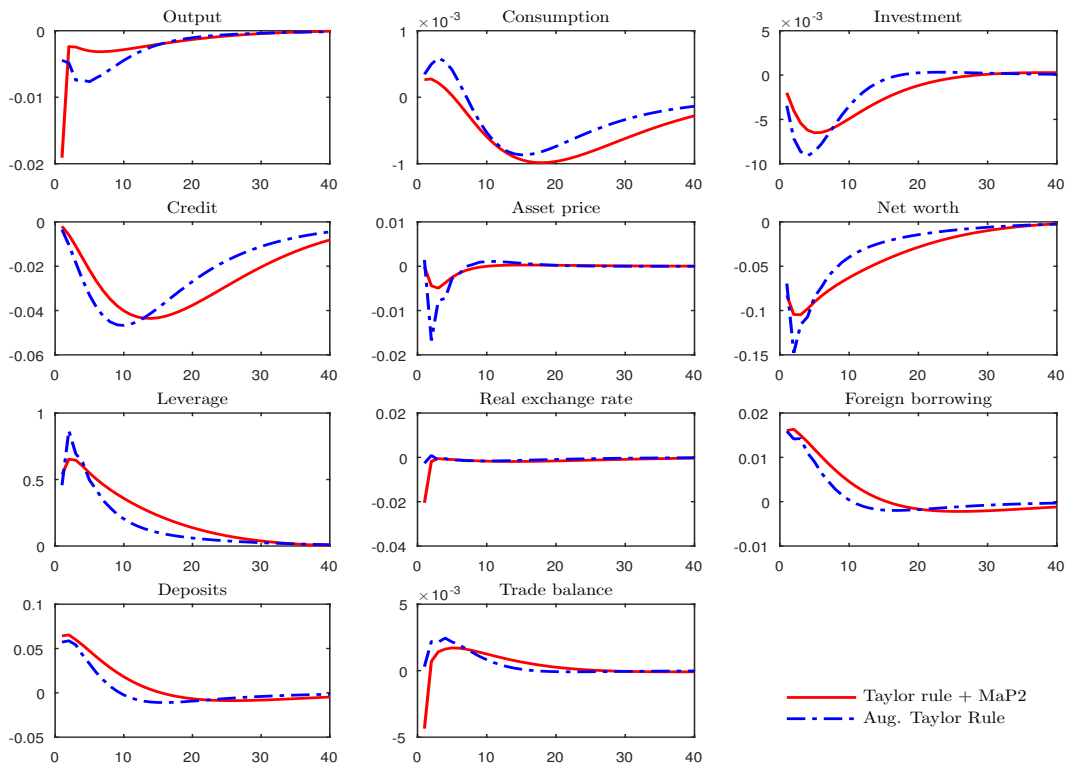 Output
0
-0.01
-0.02
0 10 20 30 40
Consumption
×10⁻³
1
0
-1
0 10 20 30 40
Investment
×10⁻³
5
0
-5
-10
0 10 20 30 40
Credit
0
-0.02
-0.04
-0.06
0 10 20 30 40
Asset price
0.01
0
-0.01
-0.02
0 10 20 30 40
Net worth
0
-0.05
-0.1
-0.15
0 10 20 30 40
Leverage
1
0.5
0
0 10 20 30 40
Real exchange rate
0.02
0
-0.02
-0.04
0 10 20 30 40
Foreign borrowing
0.02
0.01
0
-0.01
0 10 20 30 40
Deposits
0.1
0.05
0
-0.05
0 10 20 30 40
Trade balance
×10⁻³
5
0
-5
0 10 20 30 40
Taylor rule + MaP2
Aug. Taylor Rule